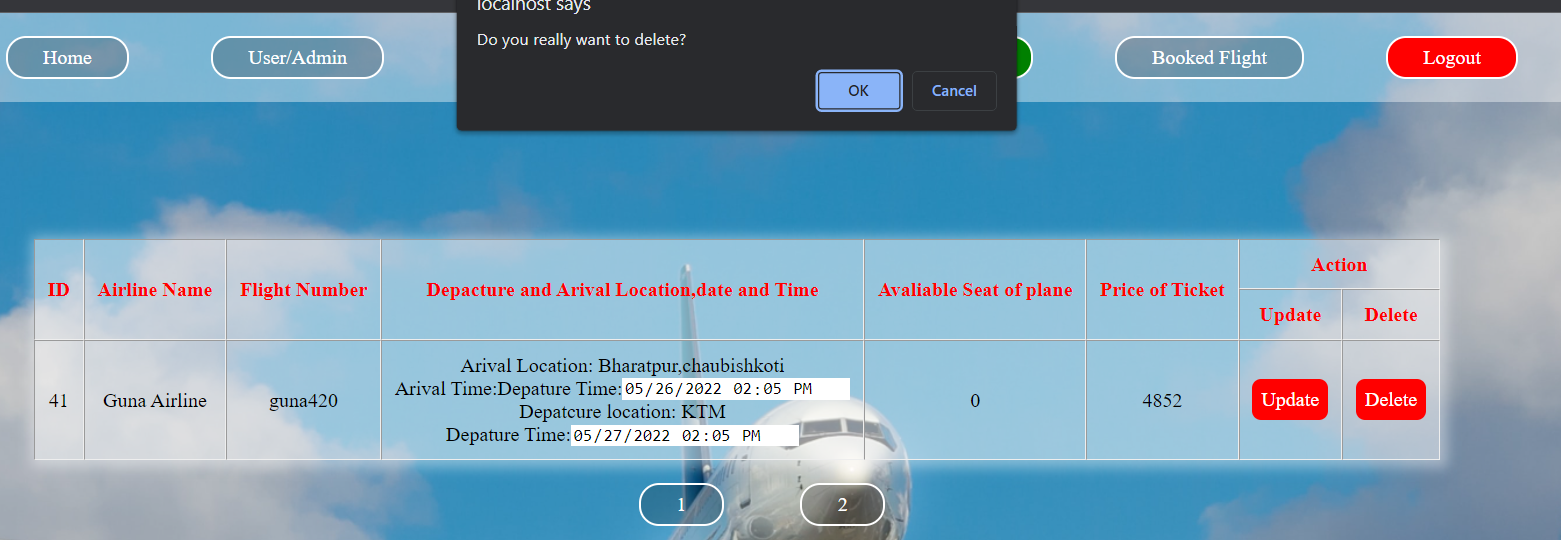 localhost says
Do you really want to delete?
OK
Cancel
Home
User/Admin
Booked Flight
Logout
ID
Airline Name
Flight Number
Depacture and Arival Location,date and Time
Avaliable Seat of plane
Price of Ticket
Action
Update
Delete
41
Guna Airline
guna420
Arival Location: Bharatpur,chaubishkoti
Arival Time:Depature Time:05/26/2022 02:05 PM
Depatcure location: KTM
Depature Time:05/27/2022 02:05 PM
0
4852
Update
Delete
1
2